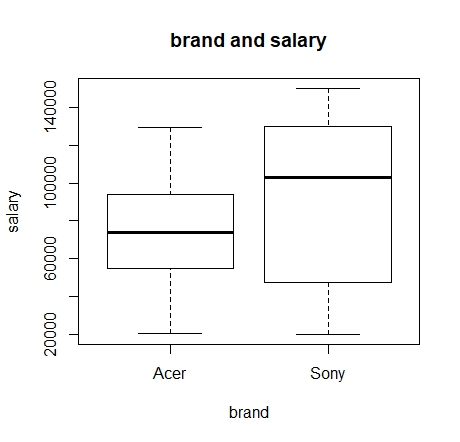 brand and salary
salary
140000
100000
60000
20000
Acer
Sony
brand